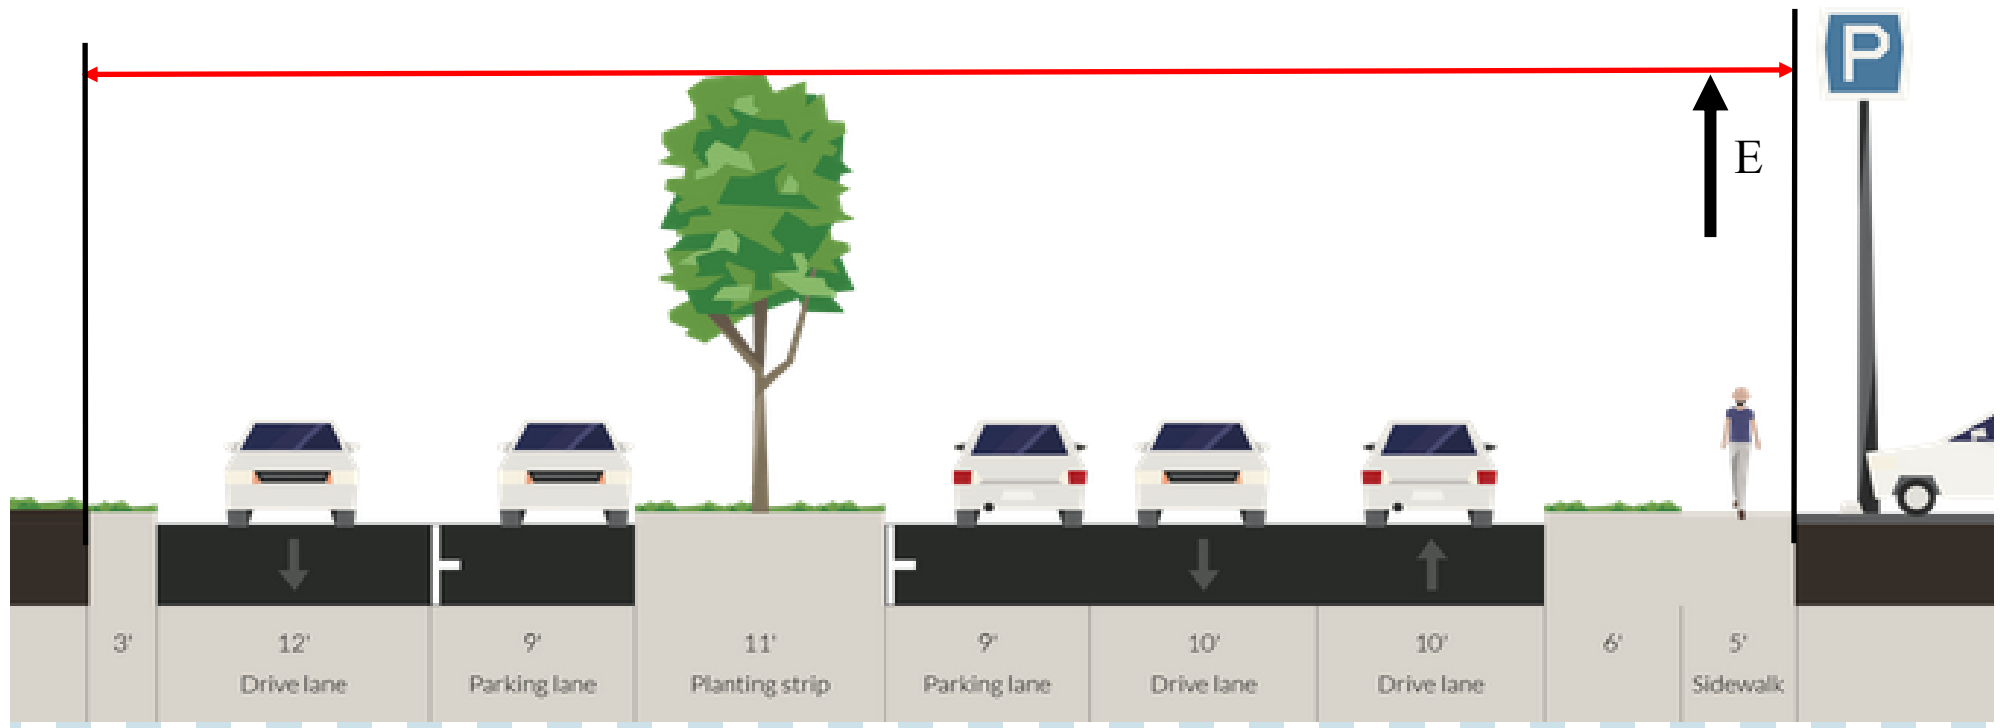 P
E
3' 12' 9' 11' 9' 10' 10' 6' 5'
Drive lane Parking lane Planting strip Parking lane Drive lane Drive lane Sidewalk